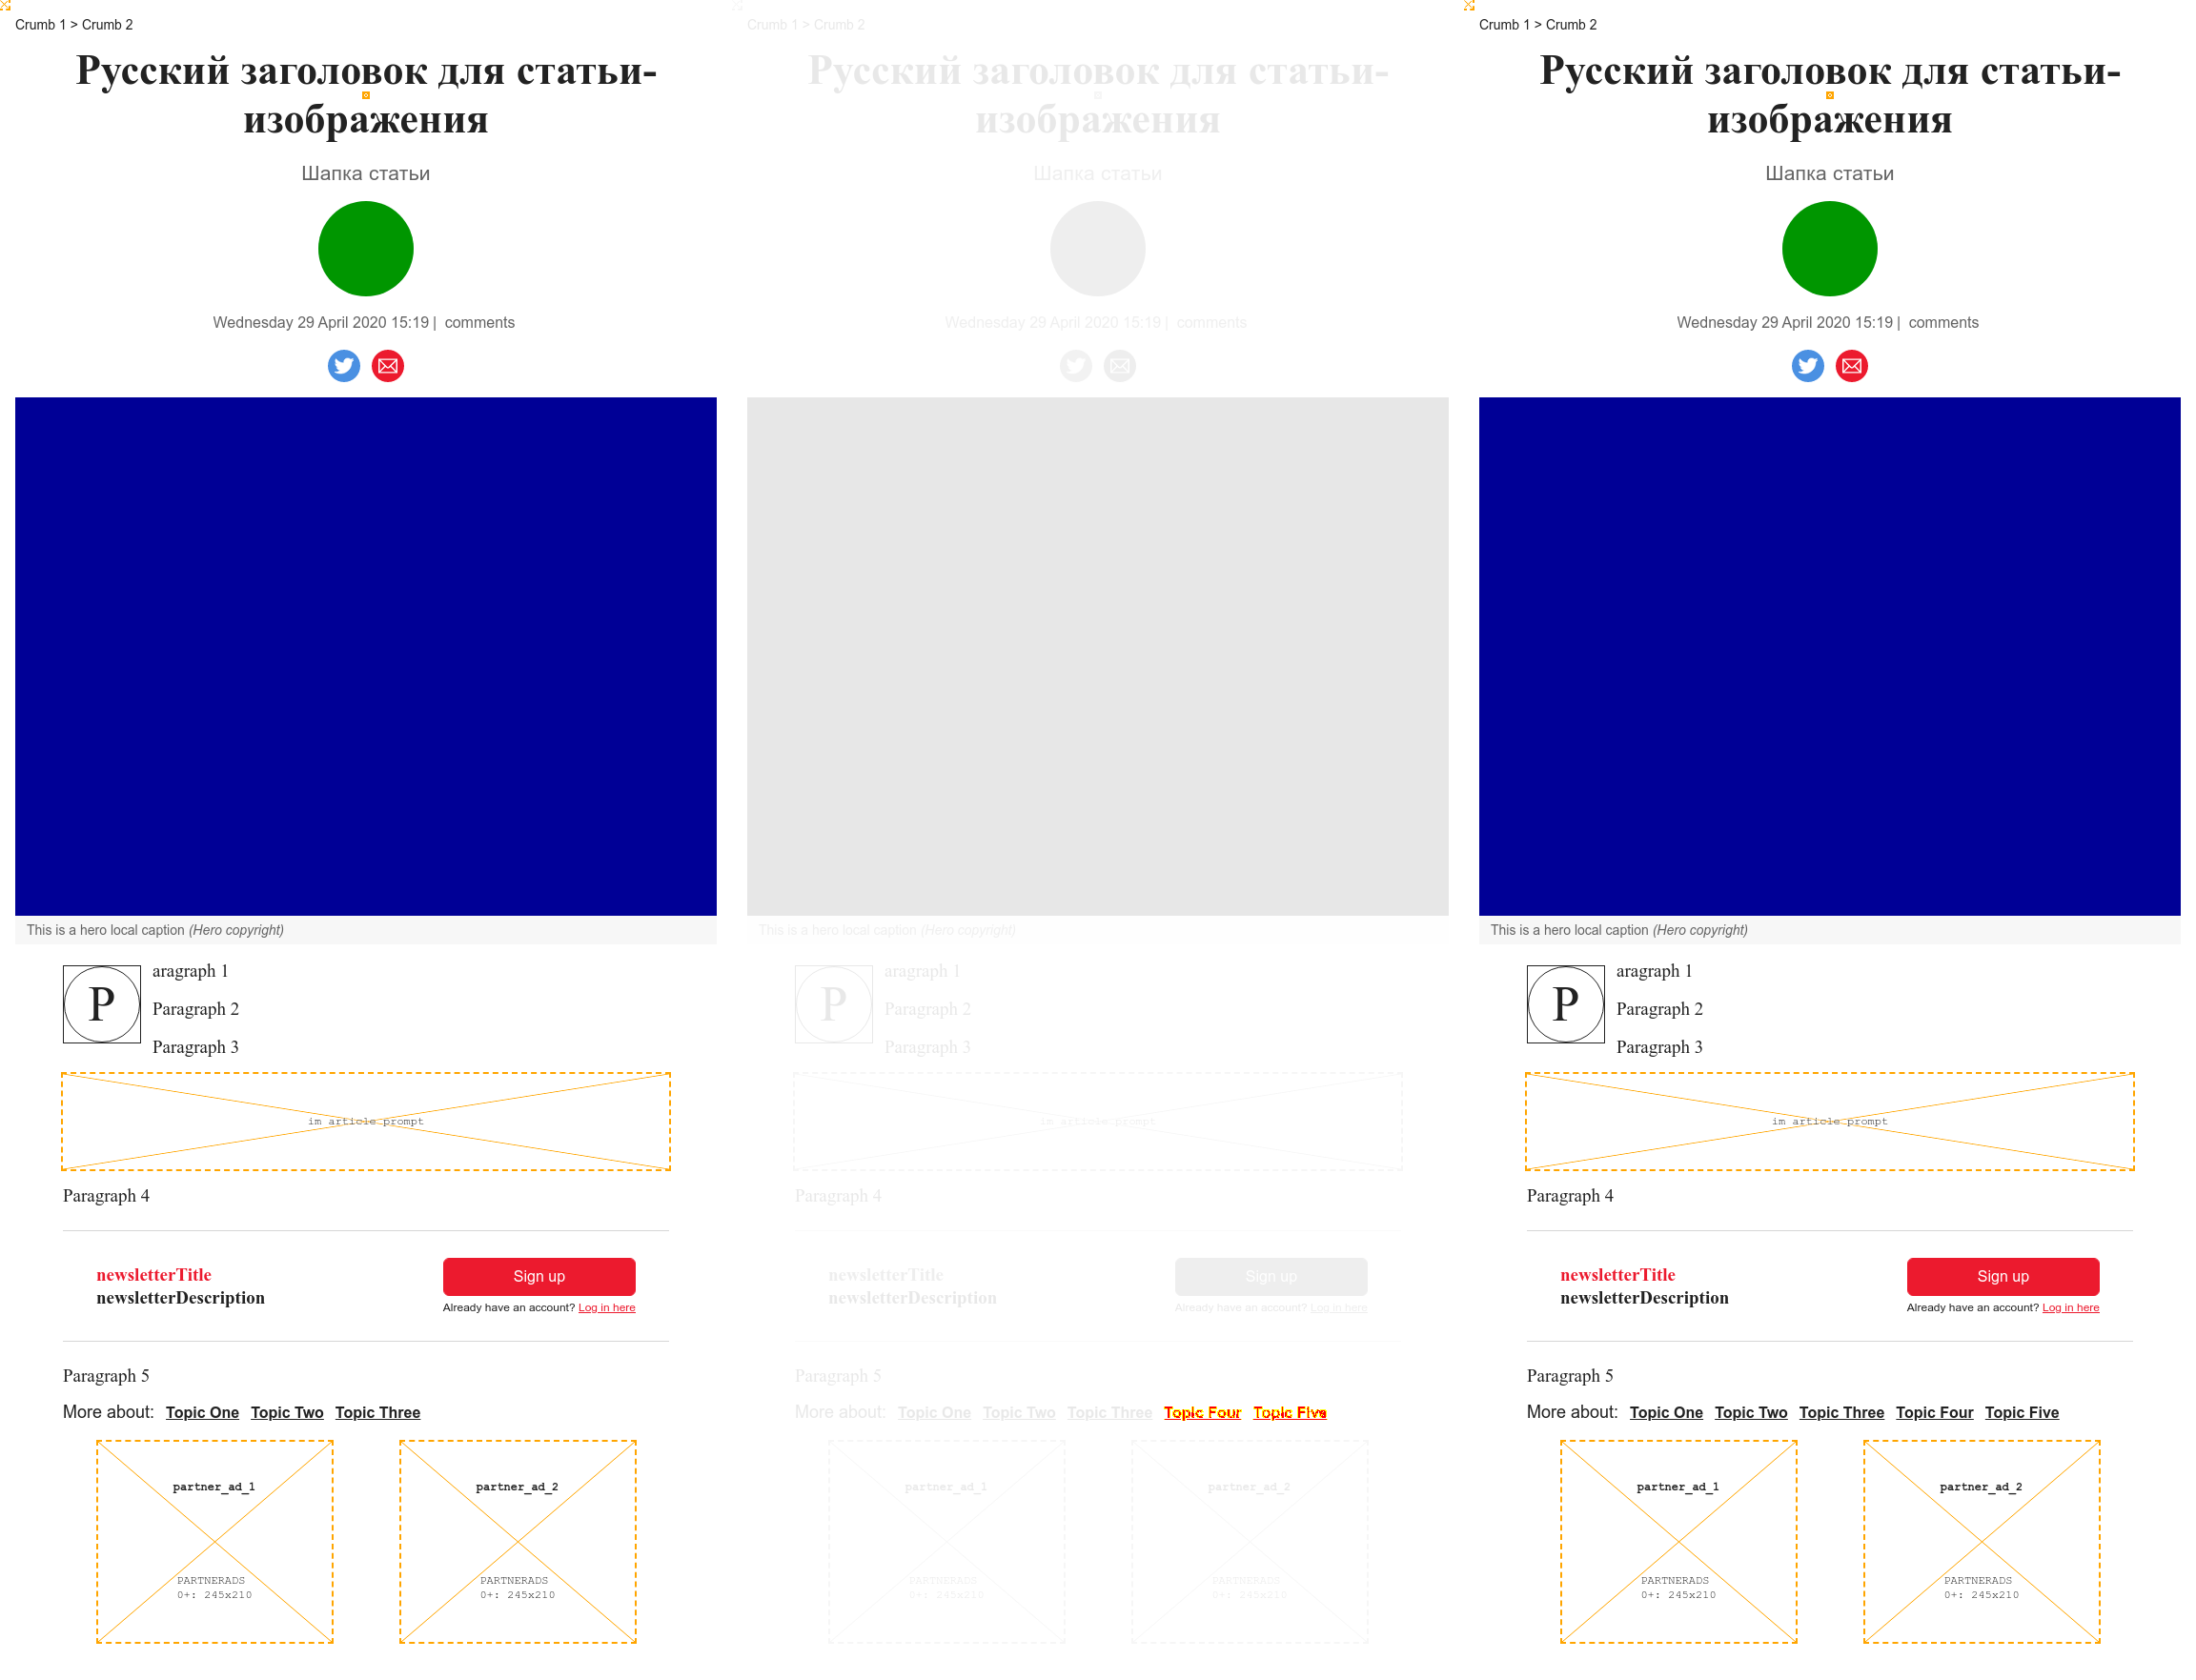 Crumb 1 > Crumb 2
Русский заголовок для статьи-
изображения
Шапка статьи
Wednesday 29 April 2020 15:19 | comments
This is a hero local caption (Hero copyright)
P
aragraph 1
Paragraph 2
Paragraph 3
im article prompt
Paragraph 4
newsletterTitle
newsletterDescription
Sign up
Already have an account? Log in here
Paragraph 5
More about: Topic One Topic Two Topic Three
partner_ad_1
PARTNERADS
0+: 245x210
partner_ad_2
PARTNERADS
0+: 245x210
Crumb 1 > Crumb 2
Русский заголовок для статьи-
изображения
Шапка статьи
Wednesday 29 April 2020 15:19 | comments
This is a hero local caption (Hero copyright)
P
aragraph 1
Paragraph 2
Paragraph 3
im article prompt
Paragraph 4
newsletterTitle
newsletterDescription
Sign up
Already have an account? Log in here
Paragraph 5
More about: Topic One Topic Two Topic Three Topic Four Topic Five
partner_ad_1
PARTNERADS
0+: 245x210
partner_ad_2
PARTNERADS
0+: 245x210
Crumb 1 > Crumb 2
Русский заголовок для статьи-
изображения
Шапка статьи
Wednesday 29 April 2020 15:19 | comments
This is a hero local caption (Hero copyright)
P
aragraph 1
Paragraph 2
Paragraph 3
im article prompt
Paragraph 4
newsletterTitle
newsletterDescription
Sign up
Already have an account? Log in here
Paragraph 5
More about: Topic One Topic Two Topic Three Topic Four Topic Five
partner_ad_1
PARTNERADS
0+: 245x210
partner_ad_2
PARTNERADS
0+: 245x210